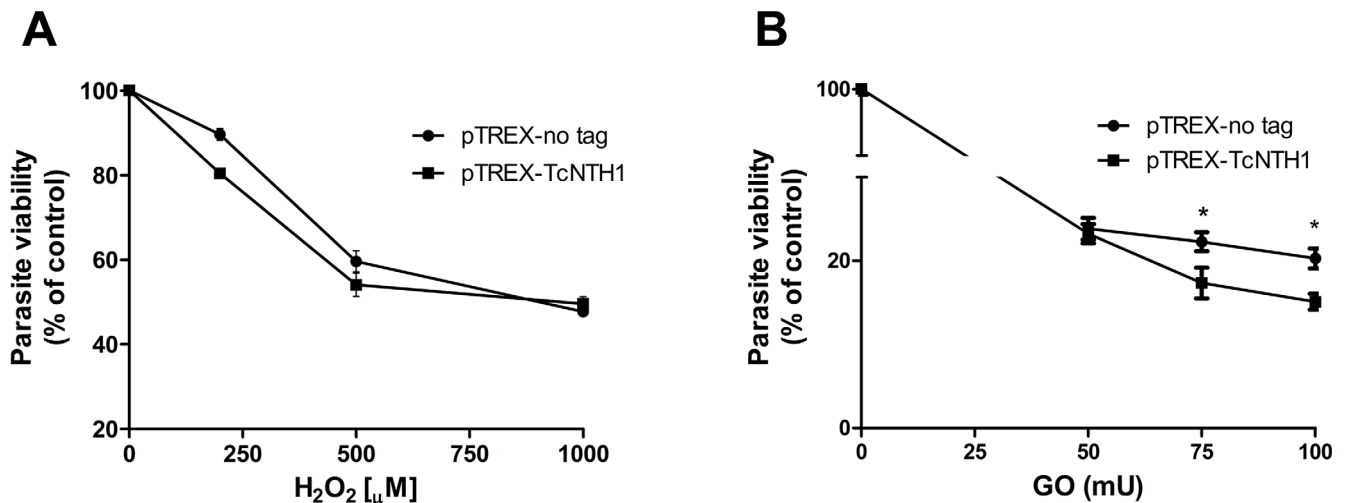 A
Parasite viability
(% of control)
100
80
60
40
20
0
250
500
750
1000
H₂O₂ [μM]
pTREX-no tag
pTREX-TcNTH1
B
Parasite viability
(% of control)
100
20
0
0
25
50
75
100
GO (mU)
pTREX-no tag
pTREX-TcNTH1
*
*